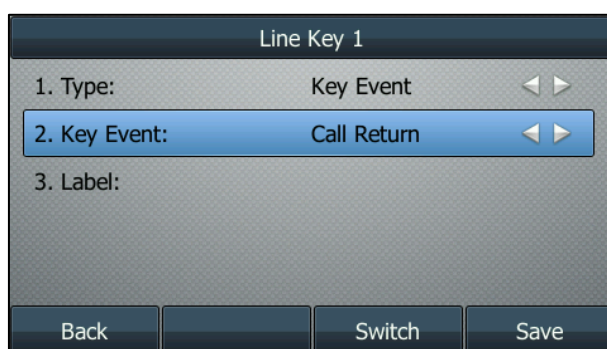 Line Key 1
1. Type: Key Event
2. Key Event: Call Return
3. Label:
Back Switch Save